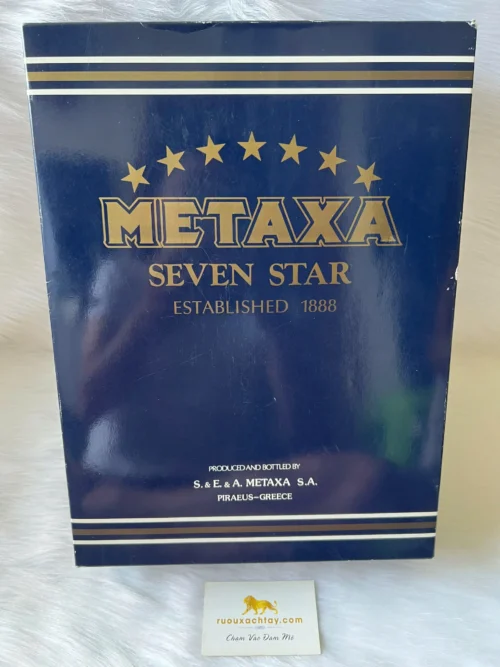 METAXA
SEVEN STAR
ESTABLISHED 1888
PRODUCED AND BOTTLED BY
S. & E. & A. METAXA S.A.
PIRAEUS-GREECE
ruouxachtay.com
Chạm Vào Đam Mê